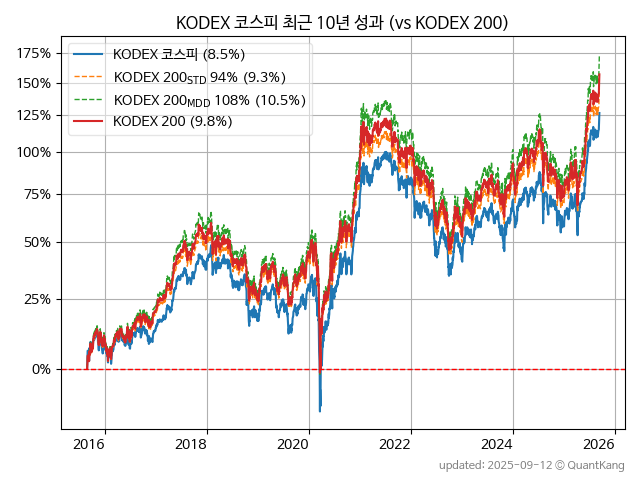 KODEX 코스피 최근 10년 성과 (vs KODEX 200)
KODEX 코스피 (8.5%)
KODEX 200STD 94% (9.3%)
KODEX 200MDD 108% (10.5%)
KODEX 200 (9.8%)
175%
150%
125%
100%
75%
50%
25%
0%
2016 2018 2020 2022 2024 2026
updated: 2025-09-12 © QuantKang